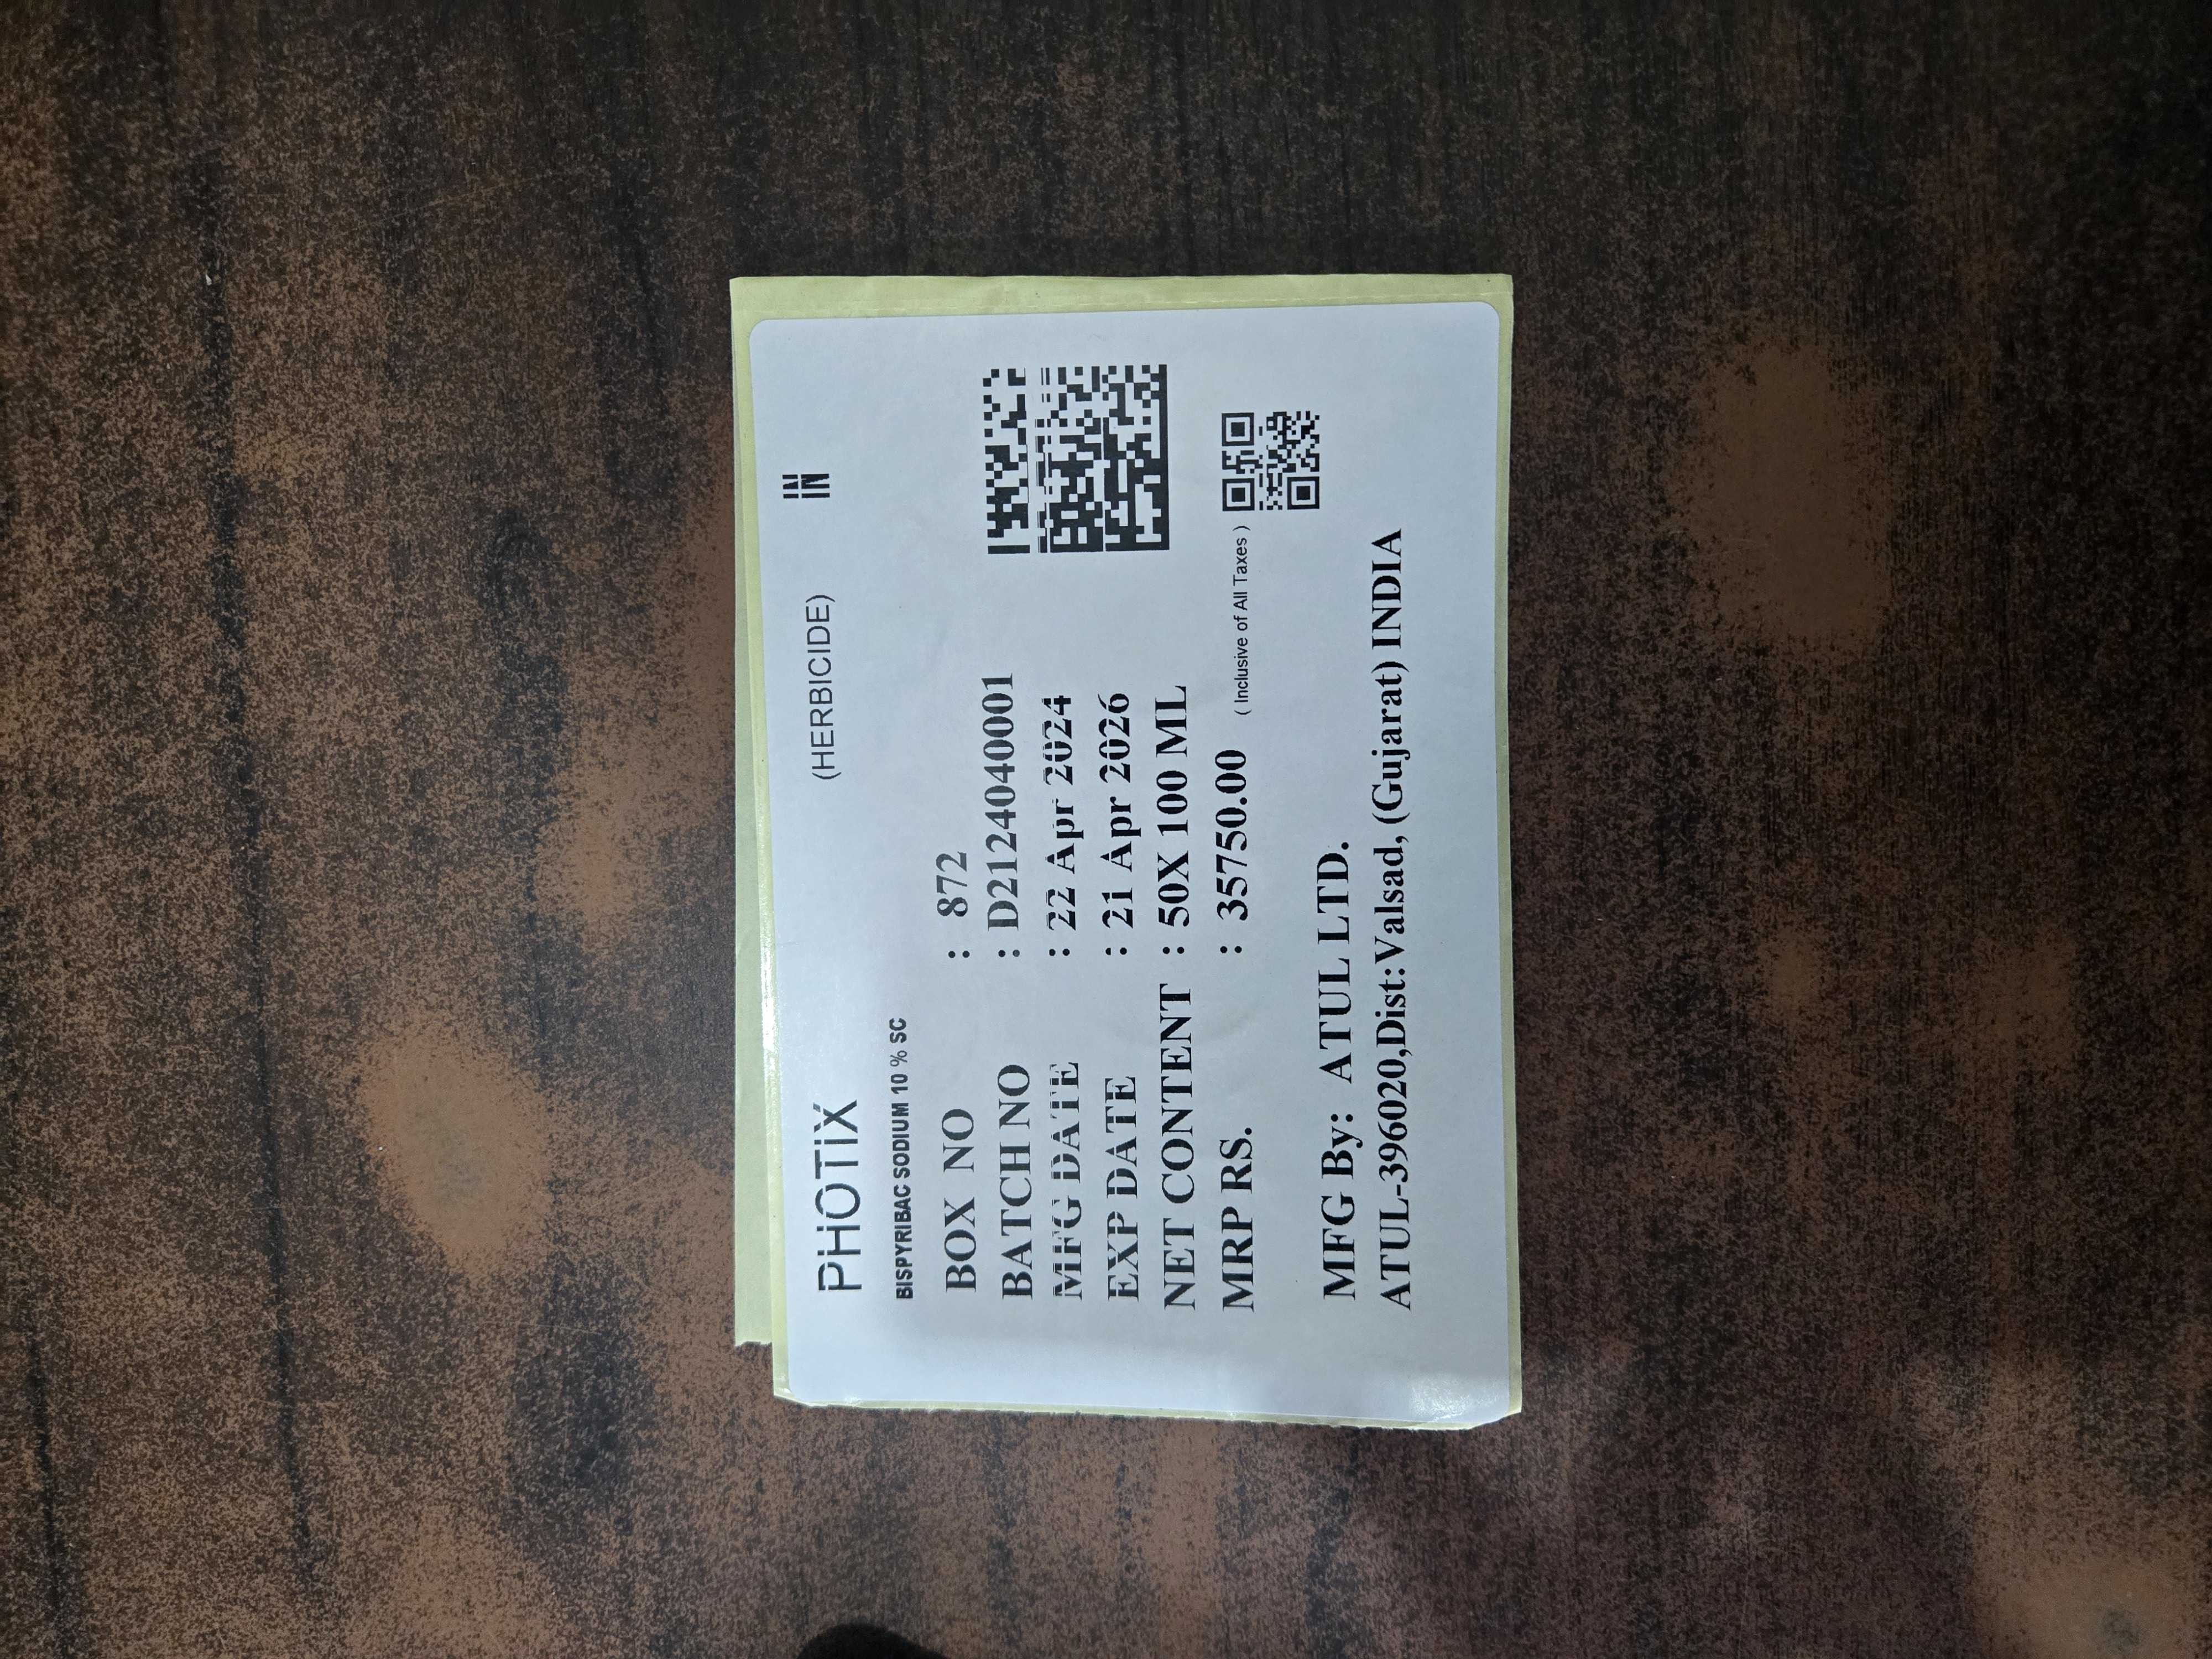 PHOTIX (HERBICIDE) IN
IN
BISPYRIBAC SODIUM 10 % SC
BOX NO : 872
BATCH NO : D2124040001
MFG DATE : 22 Apr 2024
EXP DATE : 21 Apr 2026
NET CONTENT : 50X 100 ML
MRP RS. : 35750.00 ( Inclusive of All Taxes )
MFG By: ATUL LTD.
ATUL-396020,Dist:Valsad, (Gujarat) INDIA